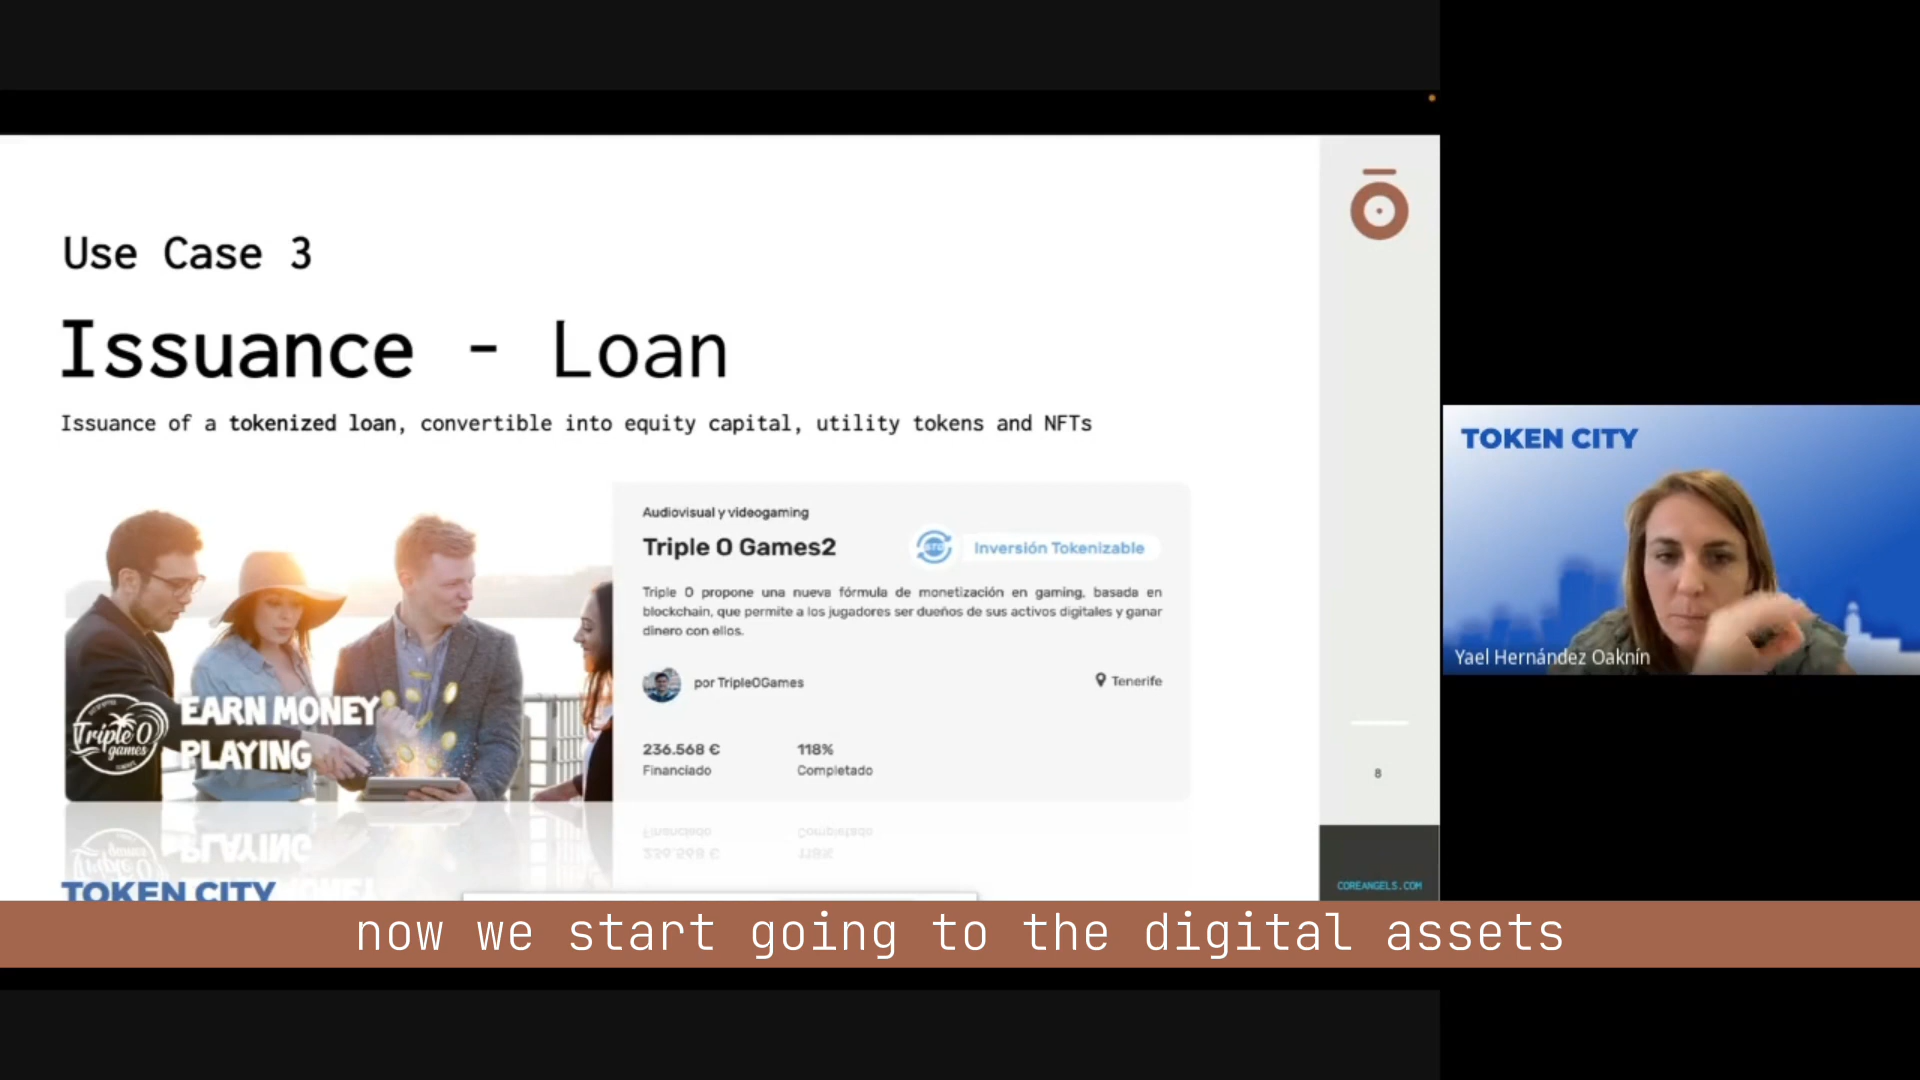 Use Case 3
Issuance - Loan
Issuance of a tokenized loan, convertible into equity capital, utility tokens and NFTs
Audiovisual y videogaming
Triple O Games2
STO
Inversión Tokenizable
Triple O propone una nueva fórmula de monetización en gaming, basada en
blockchain, que permite a los jugadores ser dueños de sus activos digitales y ganar
dinero con ellos.
por TripleOGames
Tenerife
236.568 €
118%
Financiado
Completado
Triple O
games
EARN MONEY
PLAYING
TOKEN CITY
8
COREANGELS.COM
TOKEN CITY
Yael Hernández Oaknín
now we start going to the digital assets